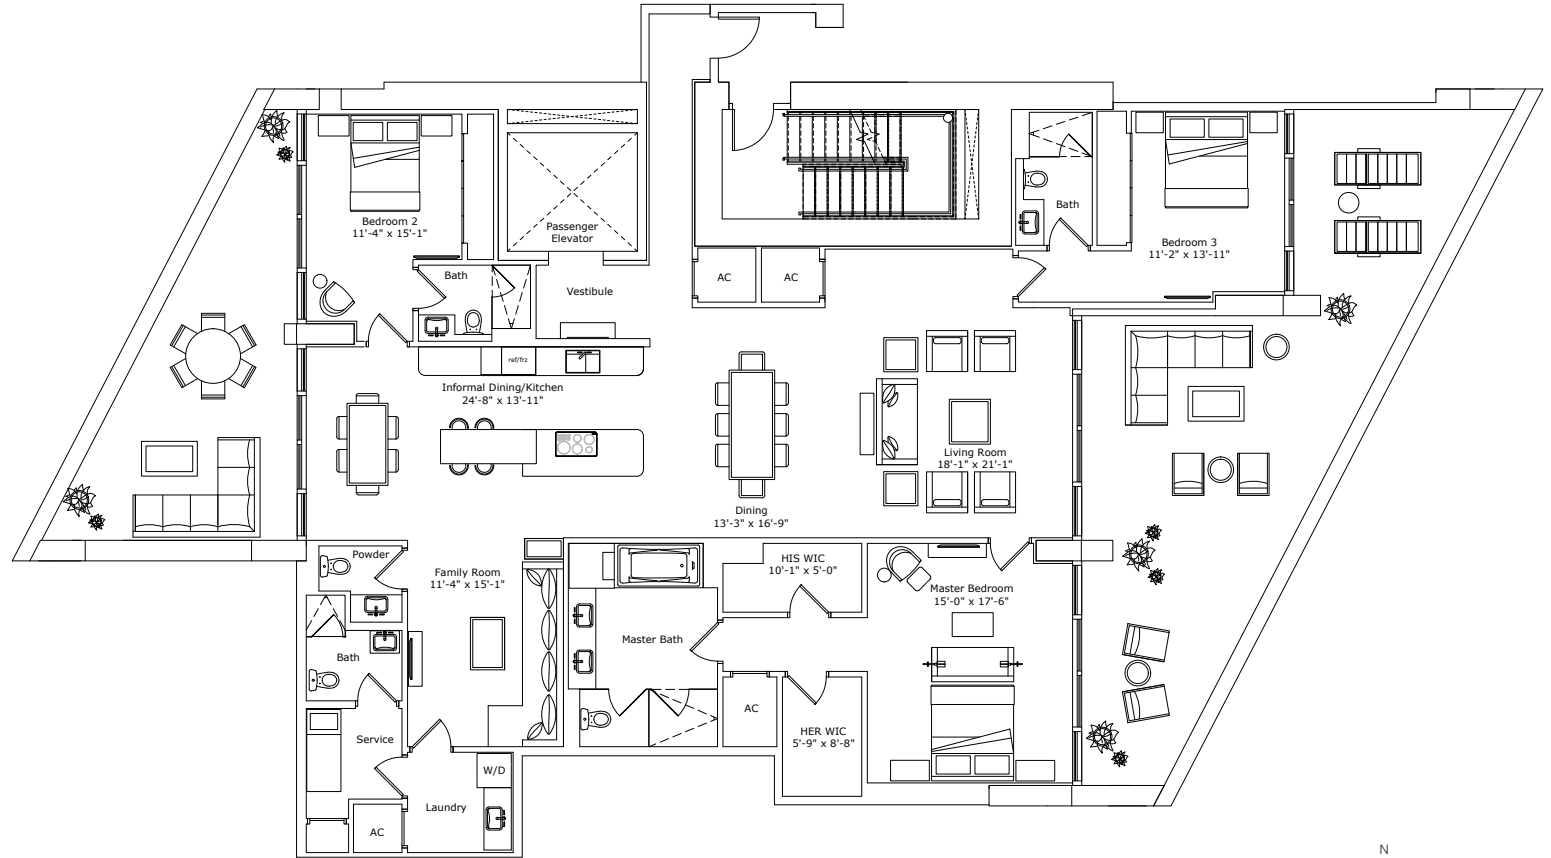 Passenger
Elevator
Bedroom 2
11'-4" x 15'-1"
Bath
Vestibule
AC
AC
Bath
Bedroom 3
11'-2" x 13'-11"
ref/frz
Informal Dining/Kitchen
24'-8" x 13'-11"
Dining
13'-3" x 16'-9"
Living Room
18'-1" x 21'-1"
Powder
Family Room
11'-4" x 15'-1"
HIS WIC
10'-1" x 5'-0"
Master Bedroom
15'-0" x 17'-6"
Master Bath
Bath
Service
AC
HER WIC
5'-9" x 8'-8"
W/D
Laundry
AC
N